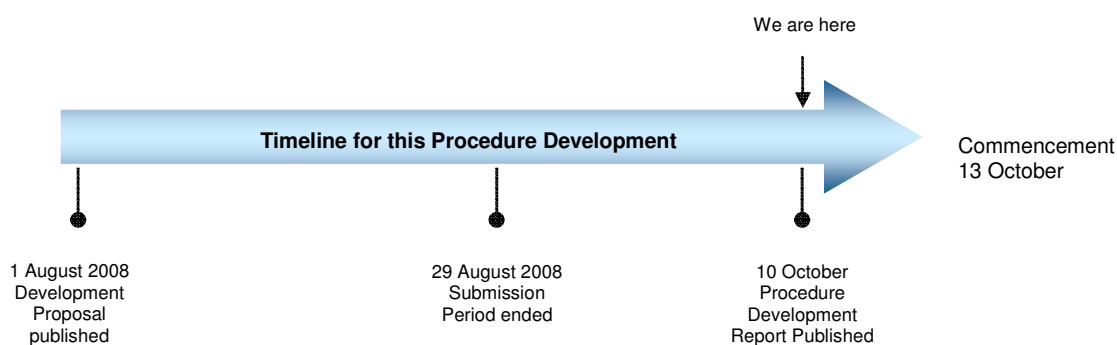 We are here
Timeline for this Procedure Development
Commencement
13 October
1 August 2008
Development
Proposal
published
29 August 2008
Submission
Period ended
10 October
Procedure
Development
Report Published